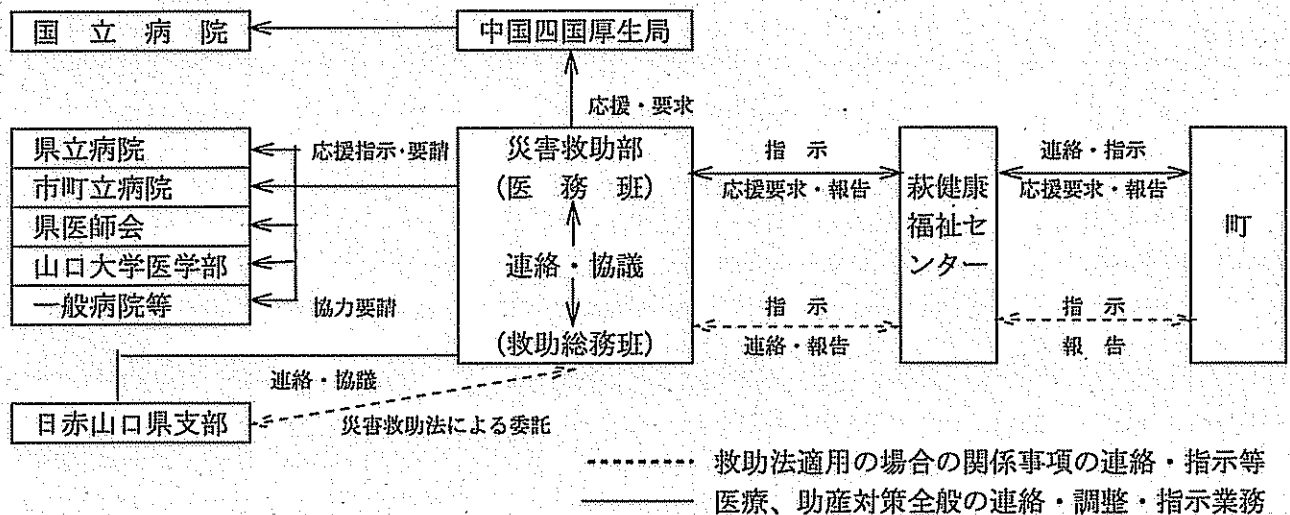 国立病院
中国四国厚生局
応援・要求
県立病院
市町立病院
県医師会
山口大学医学部
一般病院等
応援指示・要請
協力要請
災害救助部
(医務班)
連絡・協議
(救助総務班)
指示
応援要求・報告
指示
連絡・報告
萩健康
福祉セ
ンター
連絡・指示
応援要求・報告
指示
報告
町
連絡・協議
日赤山口県支部
災害救助法による委託
救助法適用の場合の関係事項の連絡・指示等
医療、助産対策全般の連絡・調整・指示業務